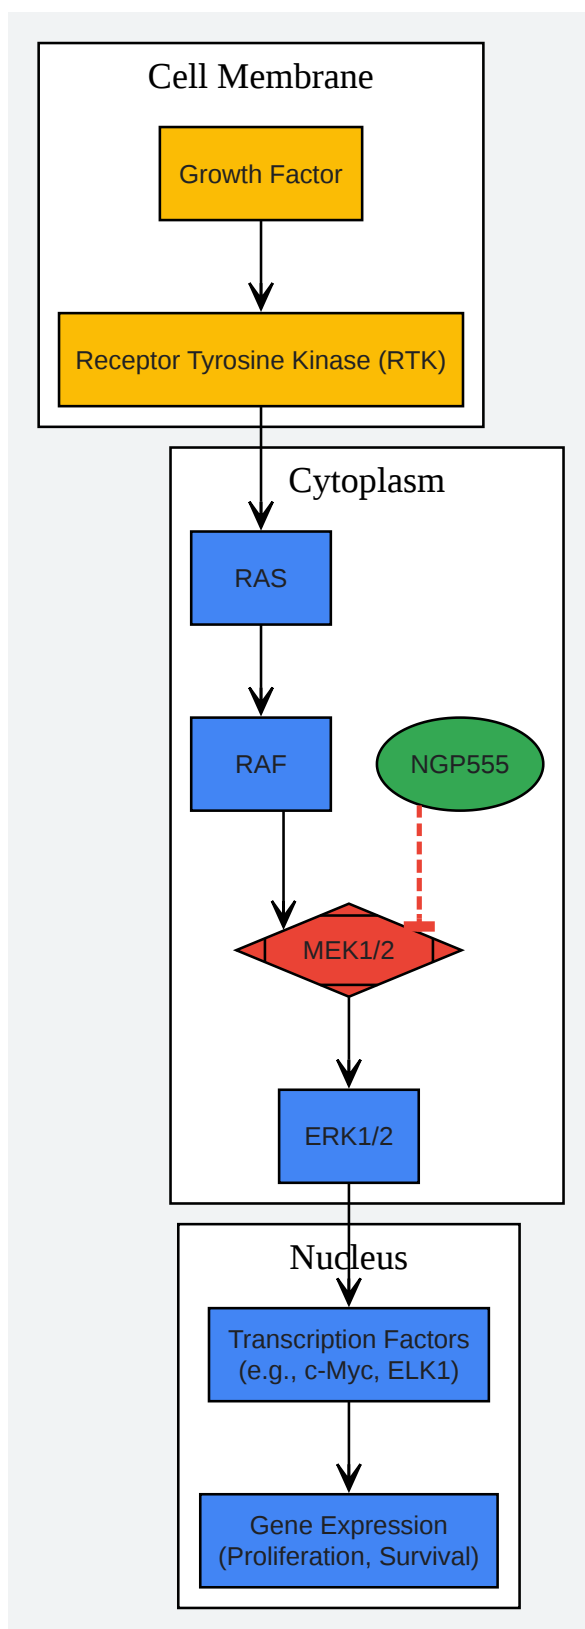 Cell Membrane
Growth Factor
Receptor Tyrosine Kinase (RTK)
Cytoplasm
RAS
RAF
NGP555
MEK1/2
ERK1/2
Nucleus
Transcription Factors
(e.g., c-Myc, ELK1)
Gene Expression
(Proliferation, Survival)